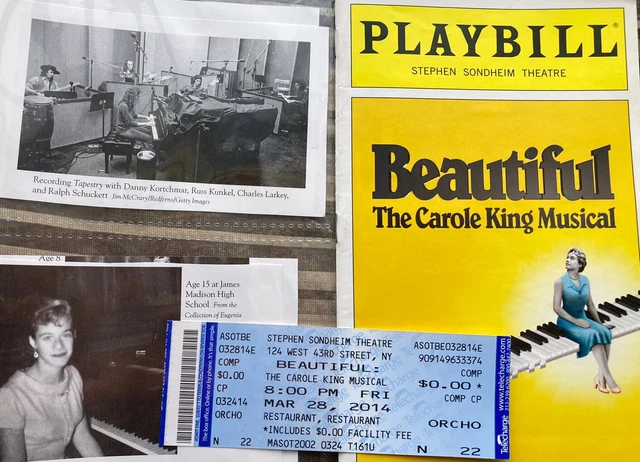 Recording Tapestry with Danny Kortchmar, Russ Kunkel, Charles Larkey,
and Ralph Schuckett Jim McCrary/Redferns/Getty Images
PLAYBILL®
STEPHEN SONDHEIM THEATRE
Beautiful
The Carole King Musical
Age 8
Age 15 at James
Madison High
School From the
Collection of Eugenia
ASOTBE
032814E
COMP
$0.00
CP
032414
ORCHO
N 22
STEPHEN SONDHEIM THEATRE
124 WEST 43RD STREET, NY
BEAUTIFUL:
THE CAROLE KING MUSICAL
8:00 PM FRI
MAR 28, 2014
RESTAURANT, RESTAURANT
*INCLUDES $0.00 FACILITY FEE
MASOT2002 0324 T161U
ASOTBE032814E
909149633374
COMP
$0.00 *
COMP CP
ORCHO
N 22
Telecharge
www.telecharge.com